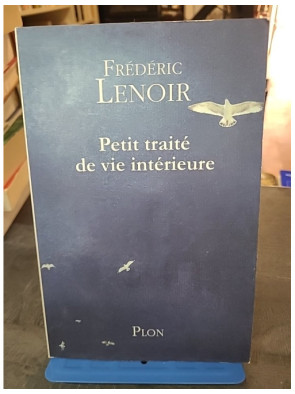 FRÉDÉRIC
LENOIR
Petit traité
de vie intérieure
PLON